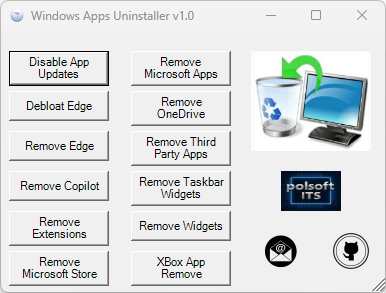 Windows Apps Uninstaller v1.0
Disable App
Updates
Remove
Microsoft Apps
Debloat Edge
Remove
OneDrive
Remove Edge
Remove Third
Party Apps
Remove Copilot
Remove Taskbar
Widgets
Remove
Extensions
Remove Widgets
Remove
Microsoft Store
XBox App
Remove
polsoft
ITS